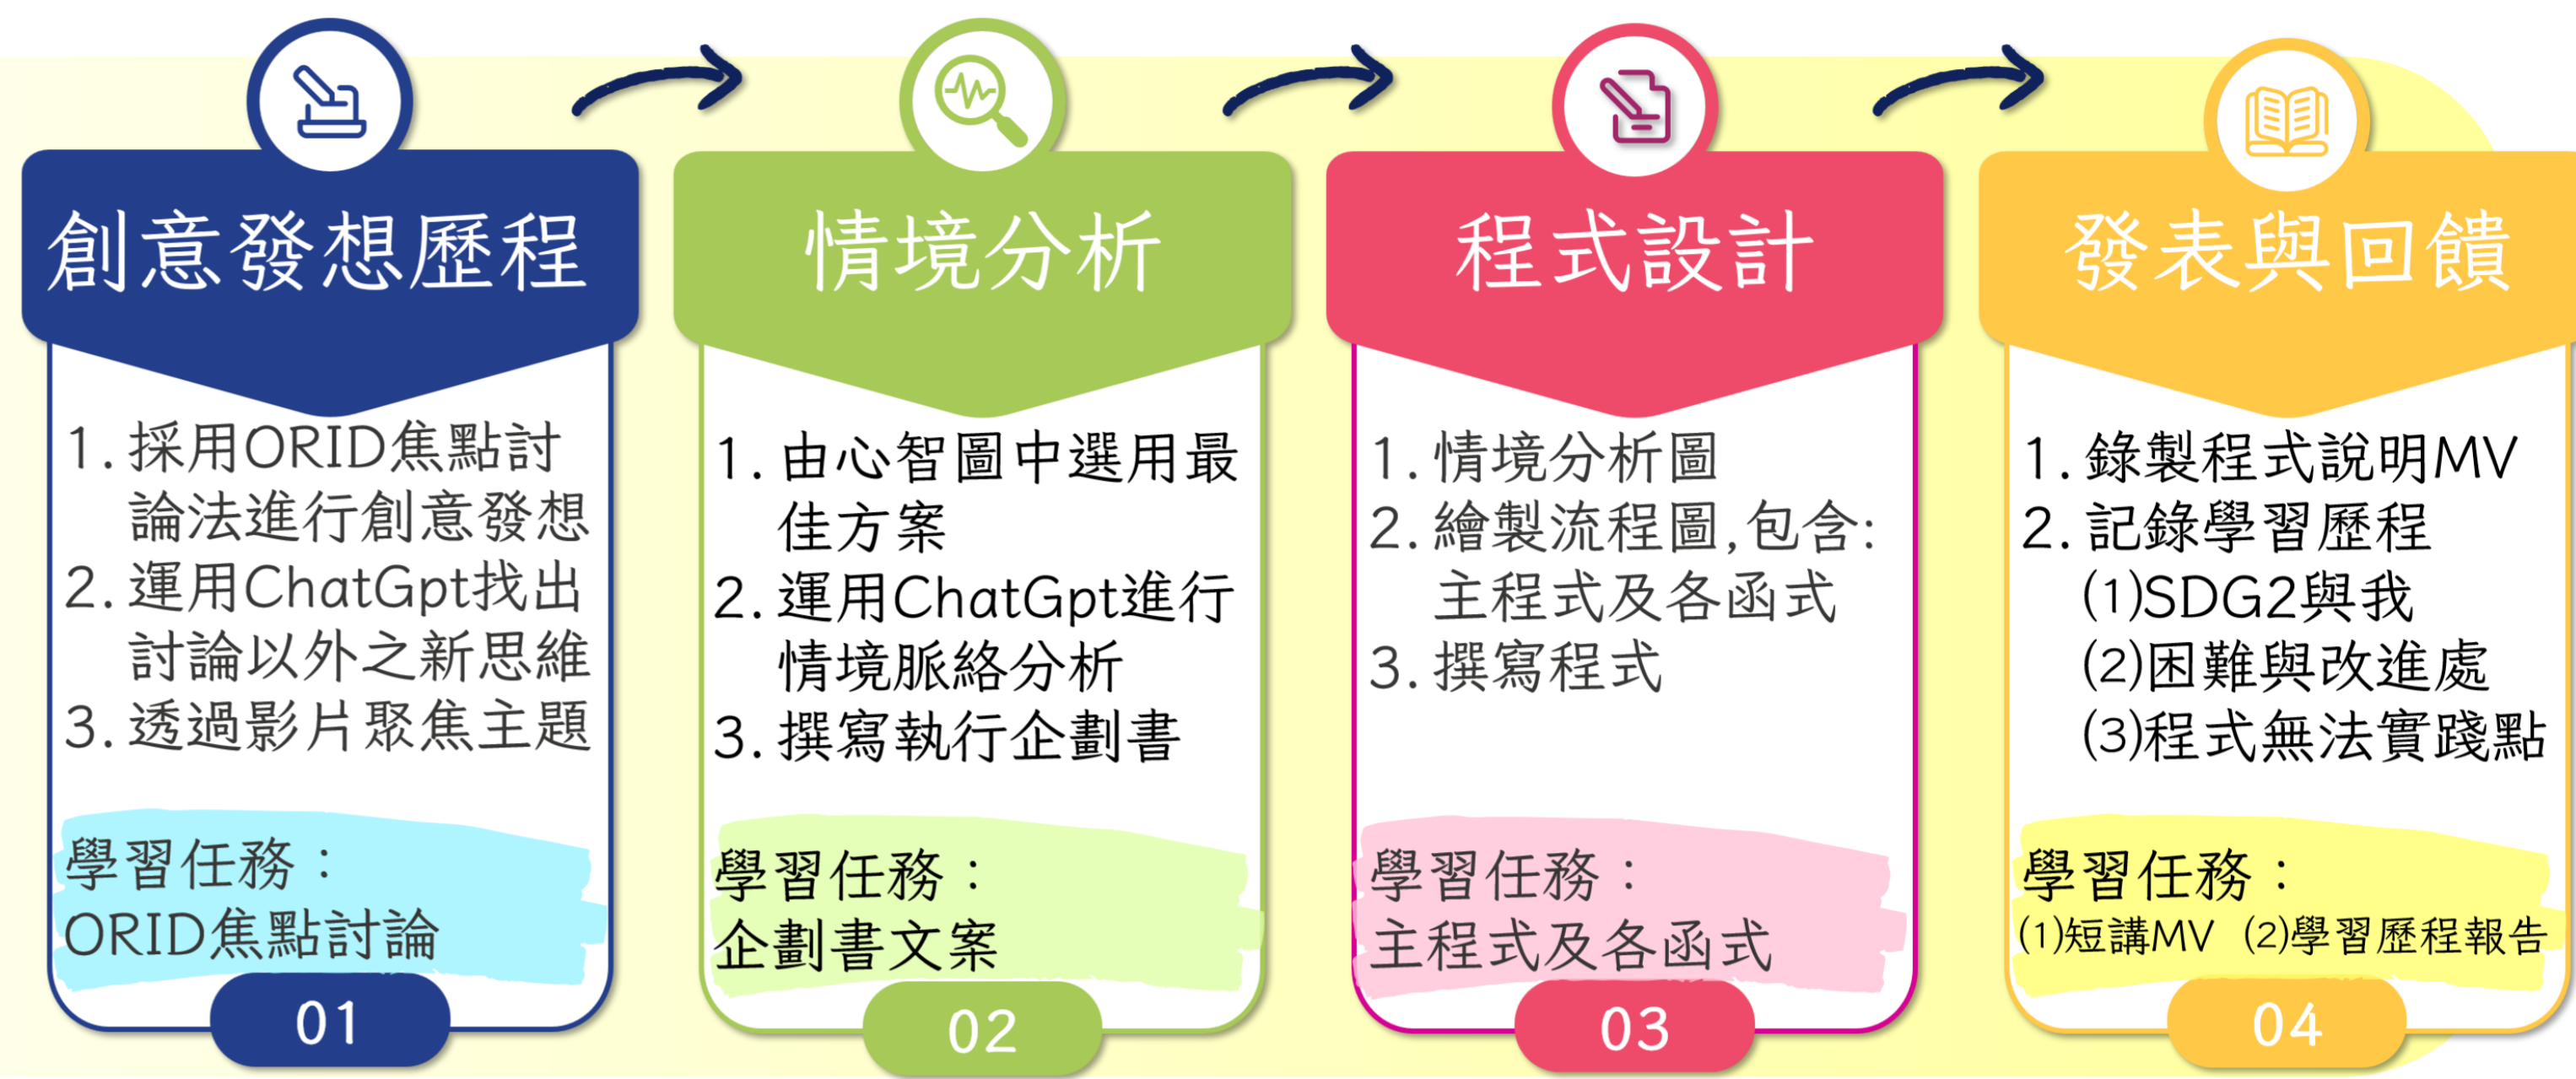 創意發想歷程
1. 採用ORID焦點討
論法進行創意發想
2. 運用ChatGpt找出
討論以外之新思維
3. 透過影片聚焦主題
學習任務：
ORID焦點討論
01
情境分析
1. 由心智圖中選用最
佳方案
2. 運用ChatGpt進行
情境脈絡分析
3. 撰寫執行企劃書
學習任務：
企劃書文案
02
程式設計
1. 情境分析圖
2. 繪製流程圖,包含:
主程式及各函式
3. 撰寫程式
學習任務：
主程式及各函式
03
發表與回饋
1. 錄製程式說明MV
2. 記錄學習歷程
(1)SDG2與我
(2)困難與改進處
(3)程式無法實踐點
學習任務：
(1)短講MV (2)學習歷程報告
04